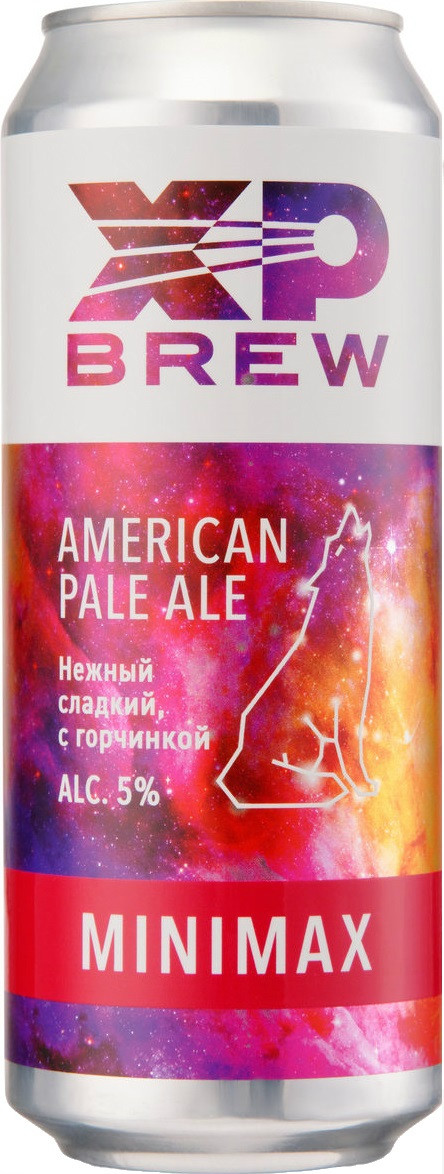 XP
BREW
AMERICAN
PALE ALE
Нежный
сладкий,
с горчинкой
ALC. 5%
MINIMAX